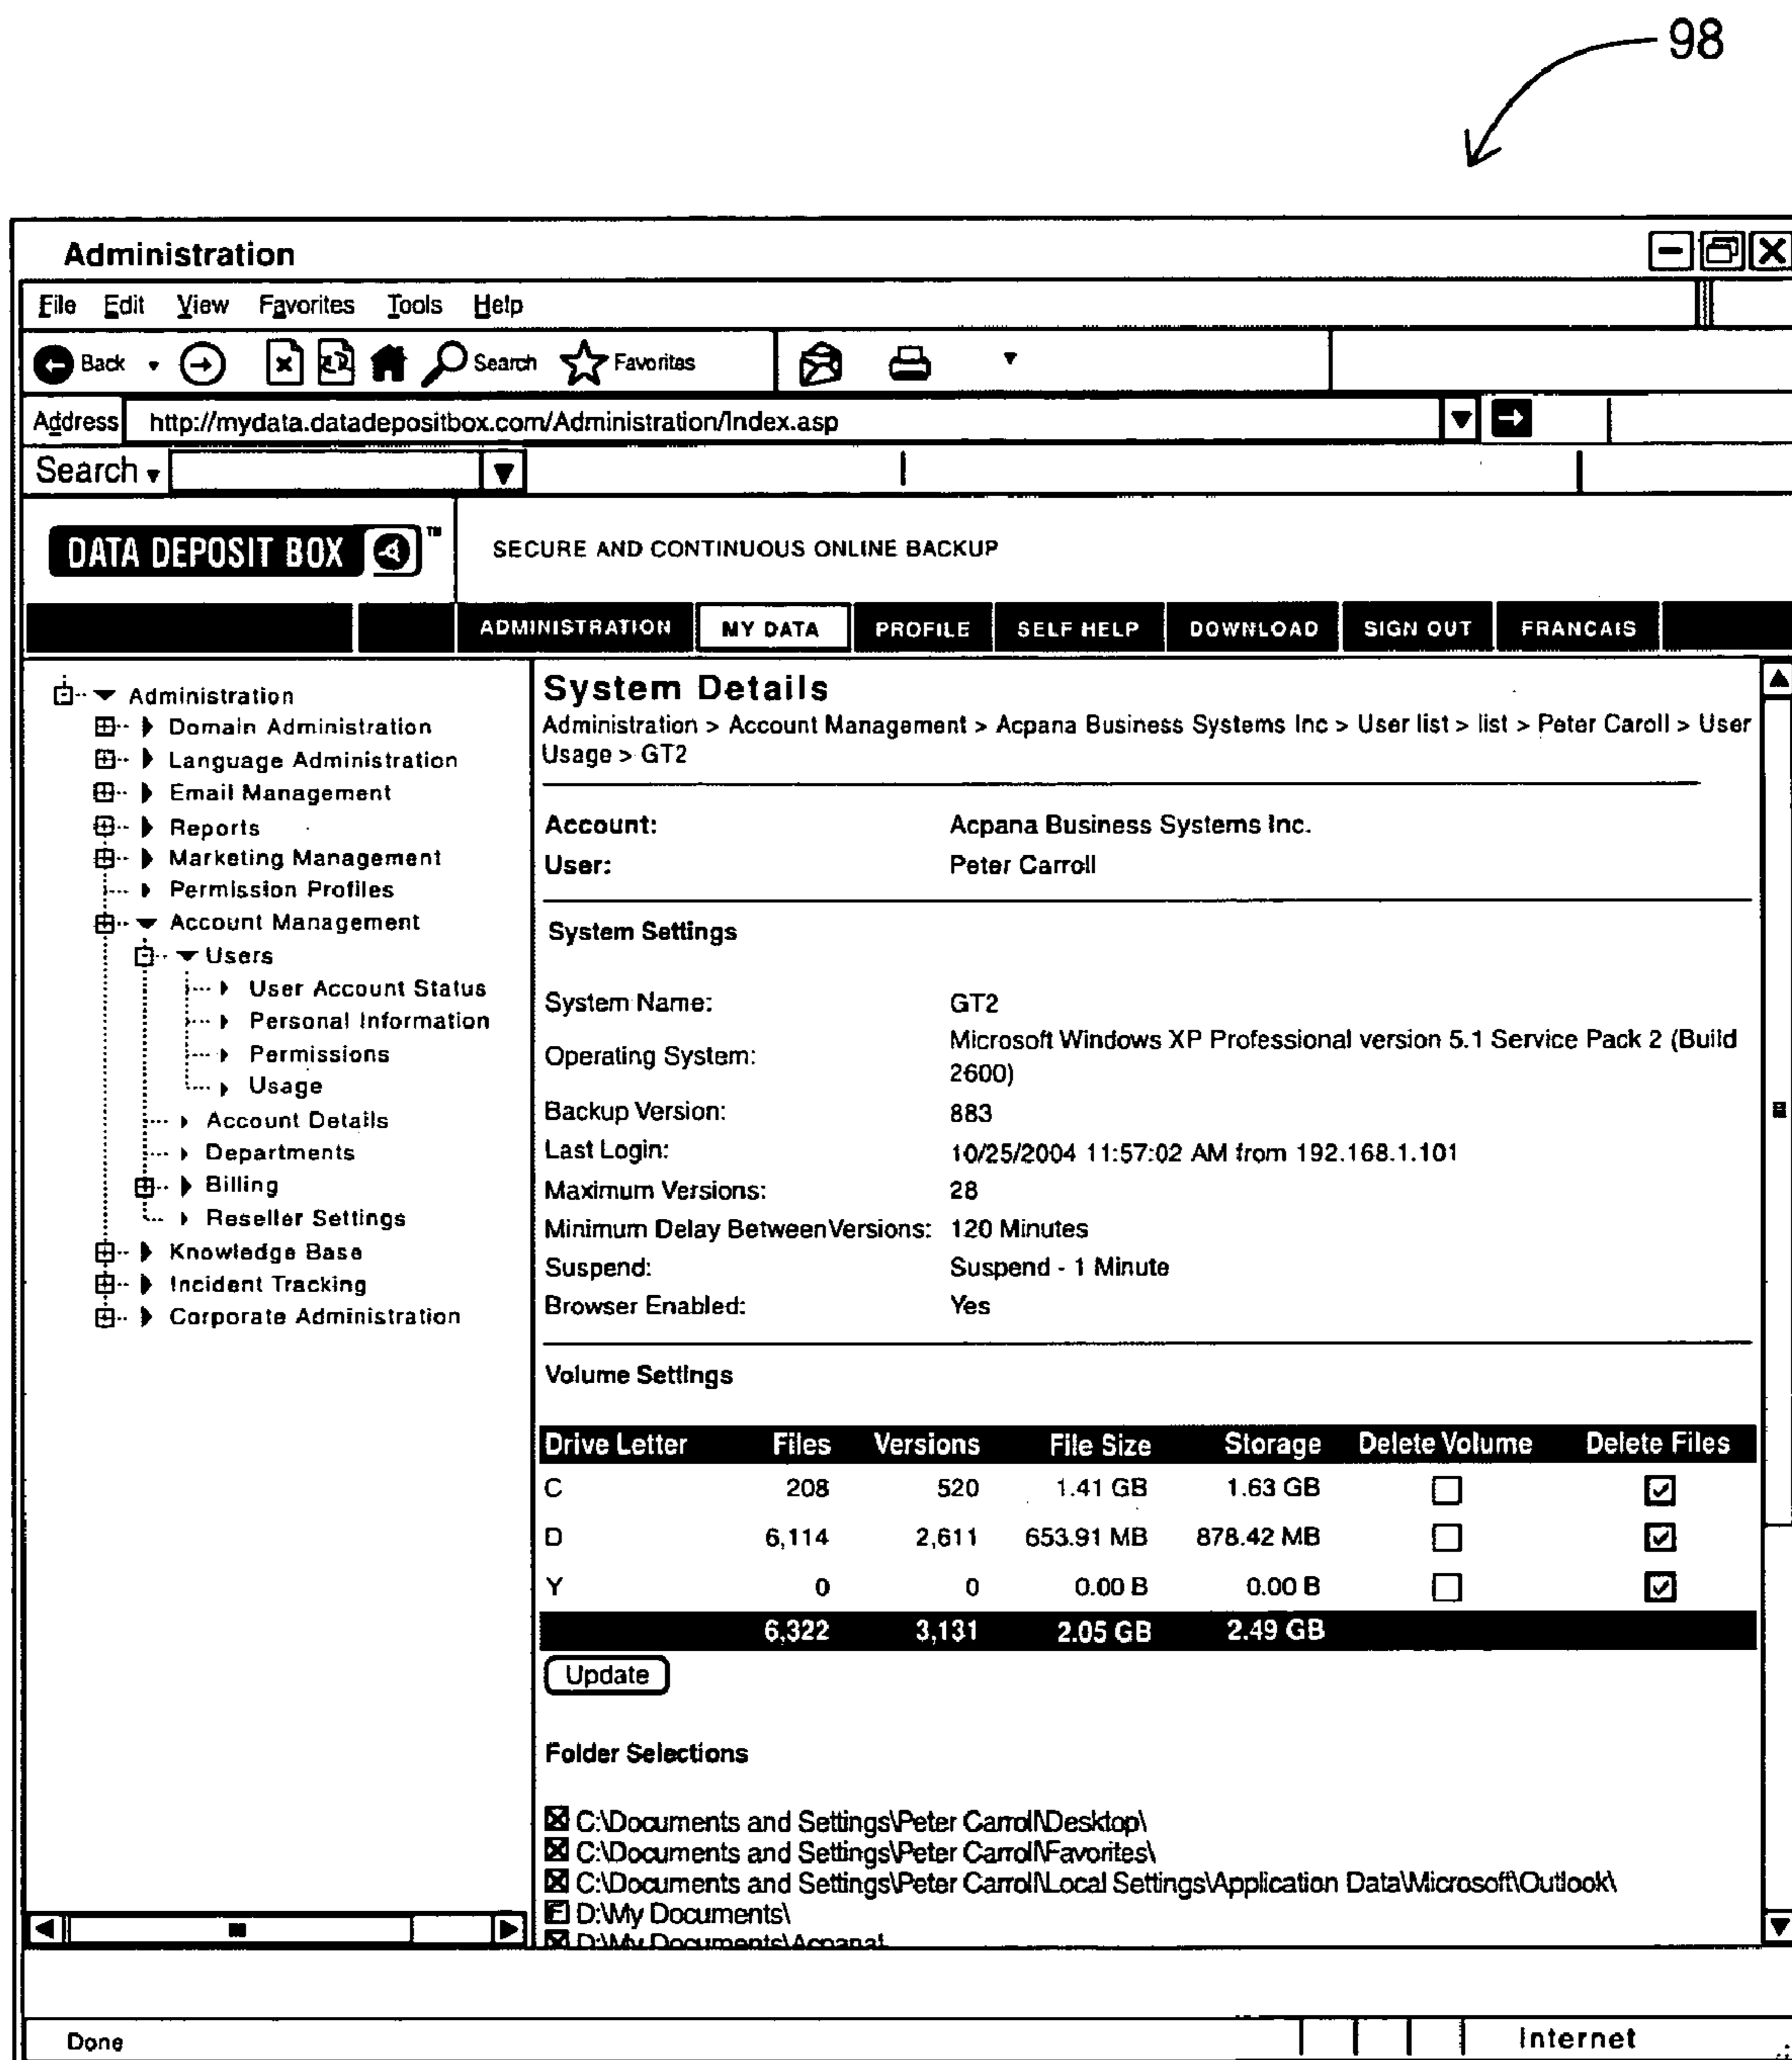 98
Administration
File Edit View Favorites Tools Help
Back Search Favorites
Address http://mydata.datadepositbox.com/Administration/Index.asp
Search
DATA DEPOSIT BOX ™ SECURE AND CONTINUOUS ONLINE BACKUP
ADMINISTRATION MY DATA PROFILE SELF HELP DOWNLOAD SIGN OUT FRANCAIS
Administration
Domain Administration
Language Administration
Email Management
Reports
Marketing Management
Permission Profiles
Account Management
Users
User Account Status
Personal Information
Permissions
Usage
Account Details
Departments
Billing
Reseller Settings
Knowledge Base
Incident Tracking
Corporate Administration
System Details
Administration > Account Management > Acpana Business Systems Inc > User list > list > Peter Caroll > User
Usage > GT2
Account: Acpana Business Systems Inc.
User: Peter Carroll
System Settings
System Name: GT2
Operating System: Microsoft Windows XP Professional version 5.1 Service Pack 2 (Build
2600)
Backup Version: 883
Last Login: 10/25/2004 11:57:02 AM from 192.168.1.101
Maximum Versions: 28
Minimum Delay BetweenVersions: 120 Minutes
Suspend: Suspend - 1 Minute
Browser Enabled: Yes
Volume Settings
Drive Letter Files Versions File Size Storage Delete Volume Delete Files
C 208 520 1.41 GB 1.63 GB
D 6,114 2,611 653.91 MB 878.42 MB
Y 0 0 0.00 B 0.00 B
6,322 3,131 2.05 GB 2.49 GB
Update
Folder Selections
C:\Documents and Settings\Peter Carroll\Desktop\
C:\Documents and Settings\Peter Carroll\Favorites\
C:\Documents and Settings\Peter Carroll\Local Settings\Application Data\Microsoft\Outlook\
D:\My Documents\
D:\My Documents\
Done Internet